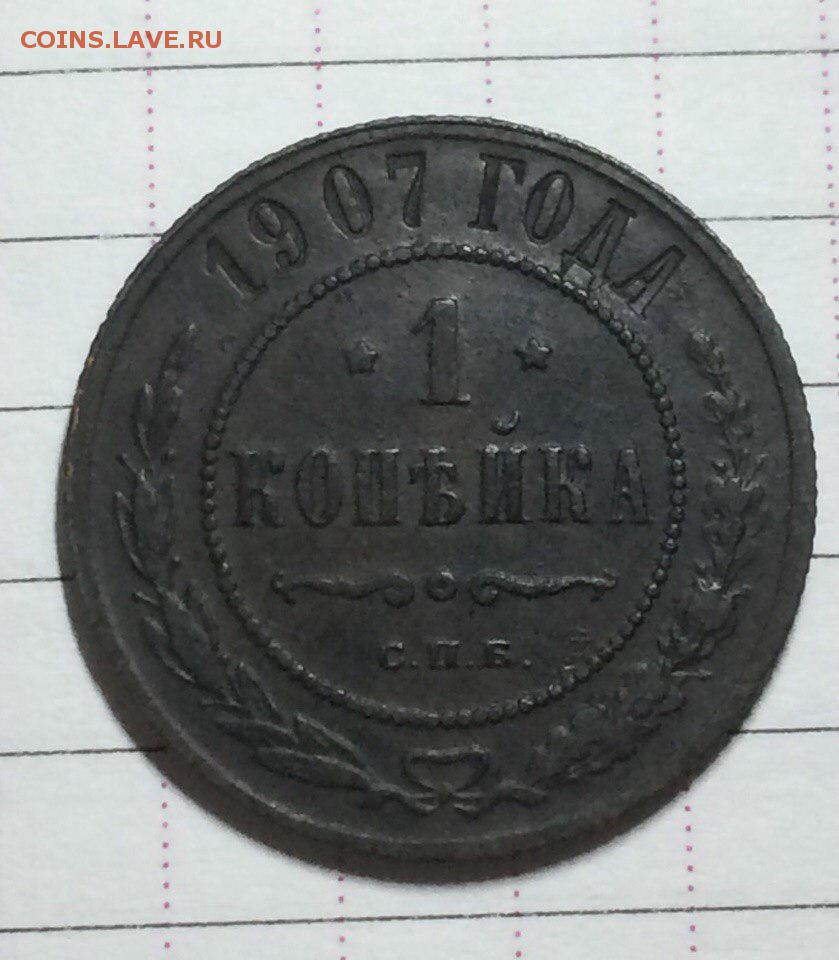 COINS.LAVE.RU
1907 ГОДА
1
КОПѢЙКА
С.П.Б.